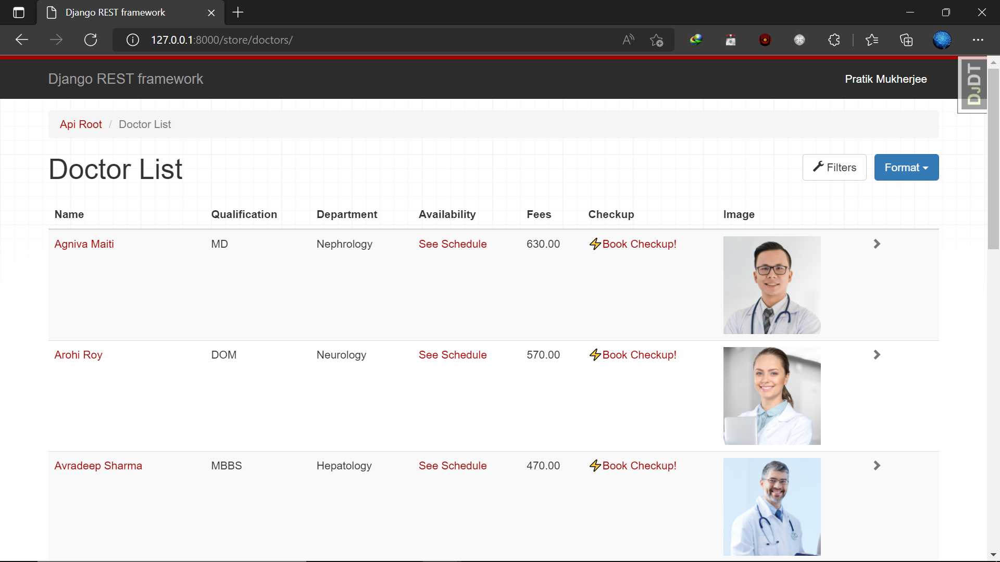 Django REST framework
127.0.0.1:8000/store/doctors/
Django REST framework
Pratik Mukherjee
DJDT
Api Root / Doctor List
Doctor List
Filters
Format
Name Qualification Department Availability Fees Checkup Image
Agniva Maiti MD Nephrology See Schedule 630.00 ⚡Book Checkup!
Arohi Roy DOM Neurology See Schedule 570.00 ⚡Book Checkup!
Avradeep Sharma MBBS Hepatology See Schedule 470.00 ⚡Book Checkup!